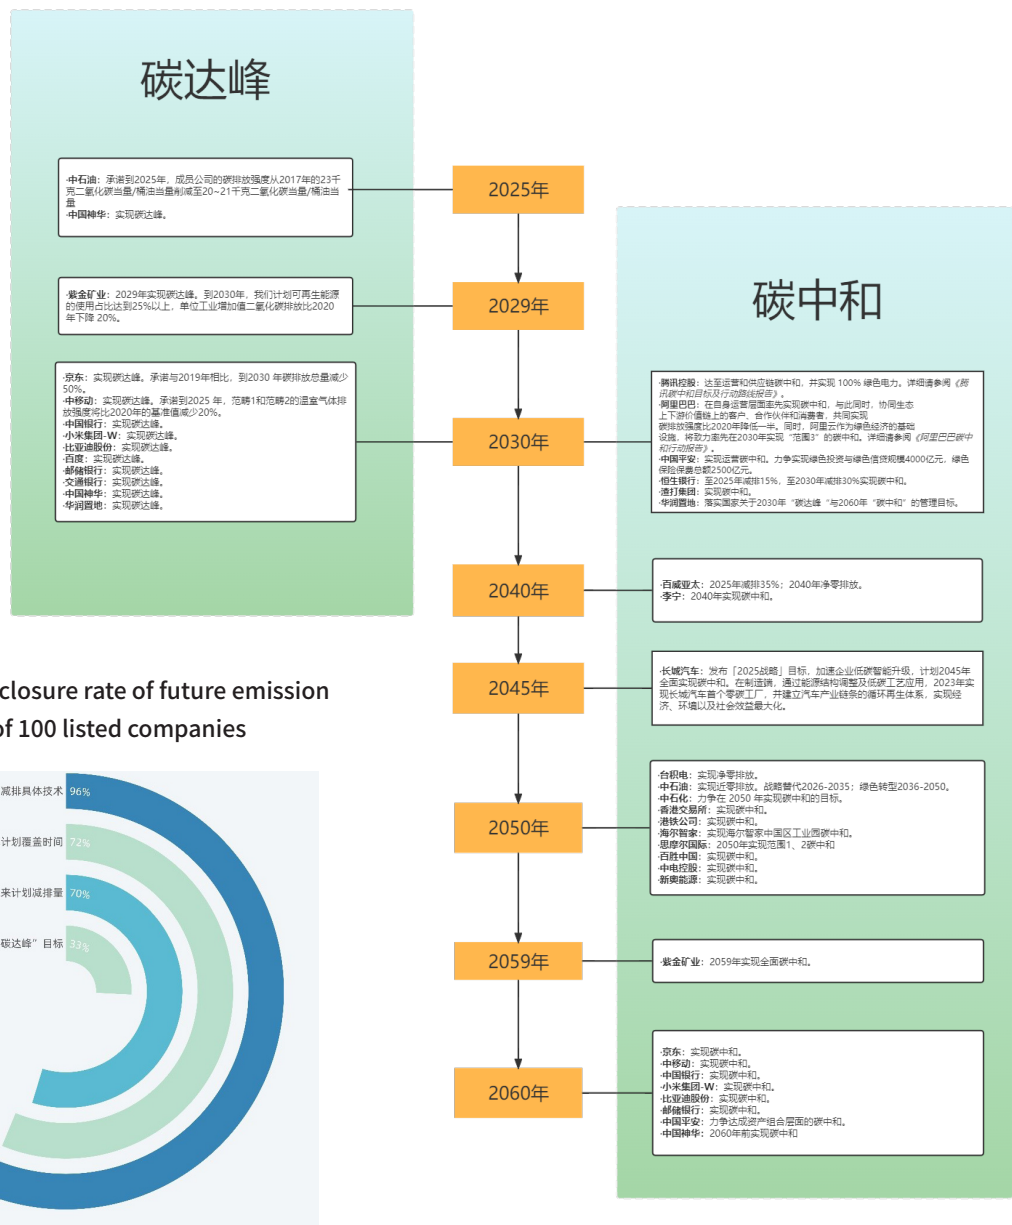 碳达峰
·中石油：承诺到2025年，成员公司的碳排放强度从2017年的23千
克二氧化碳当量/桶油当量削减至20~21千克二氧化碳当量/桶油当
量
·中国神华：实现碳达峰。
2025年
·紫金矿业：2029年实现碳达峰。到2030年，我们计划可再生能源
的使用占比达到25%以上，单位工业增加值二氧化碳排放比2020
年下降 20%。
2029年
·京东：实现碳达峰。承诺与2019年相比，到2030 年碳排放总量减少
50%。
·中移动：实现碳达峰。承诺到2025 年，范畴1和范畴2的温室气体排
放强度将比2020年的基准值减少20%。
·中国银行：实现碳达峰。
·小米集团-W：实现碳达峰。
·比亚迪股份：实现碳达峰。
·百度：实现碳达峰。
·邮储银行：实现碳达峰。
·交通银行：实现碳达峰。
·中国神华：实现碳达峰。
·华润置地：实现碳达峰。
2030年
碳中和
·腾讯控股：达至运营和供应链碳中和，并实现 100% 绿色电力。详细请参阅《腾
讯碳中和目标及行动路线报告》。
·阿里巴巴：在自身运营层面率先实现碳中和，与此同时，协同生态
上下游价值链上的客户、合作伙伴和消费者，共同实现
碳排放强度比2020年降低一半。同时，阿里云作为绿色经济的基础
设施，将致力率先在2030年实现“范围3”的碳中和。详细请参阅《阿里巴巴碳中
和行动报告》。
·中国平安：实现运营碳中和。力争实现绿色投资与绿色信贷规模4000亿元，绿色
保险保费总额2500亿元。
·恒生银行：至2025年减排15%，至2030年减排30%实现碳中和。
·渣打集团：实现碳中和。
·华润置地：落实国家关于2030年“碳达峰“与2060年“碳中和”的管理目标。
2040年
·百威亚太：2025年减排35%；2040年净零排放。
·李宁：2040年实现碳中和。
2045年
·长城汽车：发布「2025战略」目标，加速企业低碳智能升级，计划2045年
全面实现碳中和。在制造端，通过能源结构调整及低碳工艺应用，2023年实
现长城汽车首个零碳工厂，并建立汽车产业链条的循环再生体系，实现经
济、环境以及社会效益最大化。
2050年
·台积电：实现净零排放。
·中石油：实现近零排放。战略替代2026-2035；绿色转型2036-2050。
·中石化：力争在 2050 年实现碳中和的目标。
·香港交易所：实现碳中和。
·港铁公司：实现碳中和。
·海尔智家：实现海尔智家中国区工业园碳中和。
·思摩尔国际：2050年实现范围1、2碳中和
·百胜中国：实现碳中和。
·中电控股：实现碳中和。
·新奥能源：实现碳中和。
2059年
·紫金矿业：2059年实现全面碳中和。
2060年
·京东：实现碳中和。
·中移动：实现碳中和。
·中国银行：实现碳中和。
·小米集团-W：实现碳中和。
·比亚迪股份：实现碳中和。
·邮储银行：实现碳中和。
·中国平安：力争达成资产组合层面的碳中和。
·中国神华：2060年前实现碳中和
closure rate of future emission
of 100 listed companies
减排具体技术 96%
计划覆盖时间 72%
来计划减排量 70%
碳达峰”目标 33%